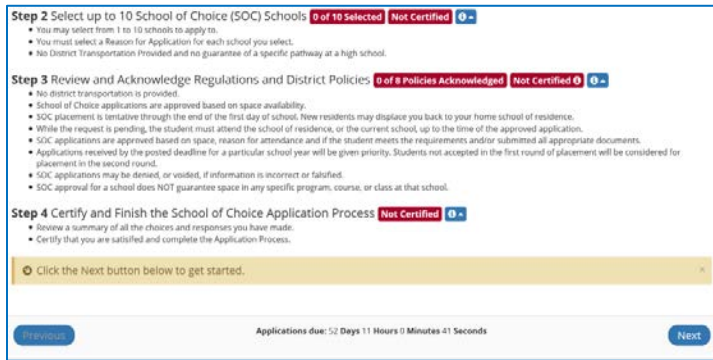 Step 2 Select up to 10 School of Choice (SOC) Schools 0 of 10 Selected Not Certified
• You may select from 1 to 10 schools to apply to.
• You must select a Reason for Application for each school you select.
• No District Transportation Provided and no guarantee of a specific pathway at a high school.
Step 3 Review and Acknowledge Regulations and District Policies 0 of 8 Policies Acknowledged Not Certified
• No district transportation is provided.
• School of Choice applications are approved based on space availability.
• SOC placement is tentative through the end of the first day of school. New residents may displace you back to your home school of residence.
• While the request is pending, the student must attend the school of residence, or the current school, up to the time of the approved application.
• SOC applications are approved based on space, reason for attendance and if the student meets the requirements and/or submitted all appropriate documents.
• Applications received by the posted deadline for a particular school year will be given priority. Students not accepted in the first round of placement will be considered for
placement in the second round.
• SOC applications may be denied, or voided, if information is incorrect or falsified.
• SOC approval for a school does NOT guarantee space in any specific program, course, or class at that school.
Step 4 Certify and Finish the School of Choice Application Process Not Certified
• Review a summary of all the choices and responses you have made.
• Certify that you are satisifed and complete the Application Process.
Click the Next button below to get started. ×
Previous Applications due: 52 Days 11 Hours 0 Minutes 41 Seconds Next